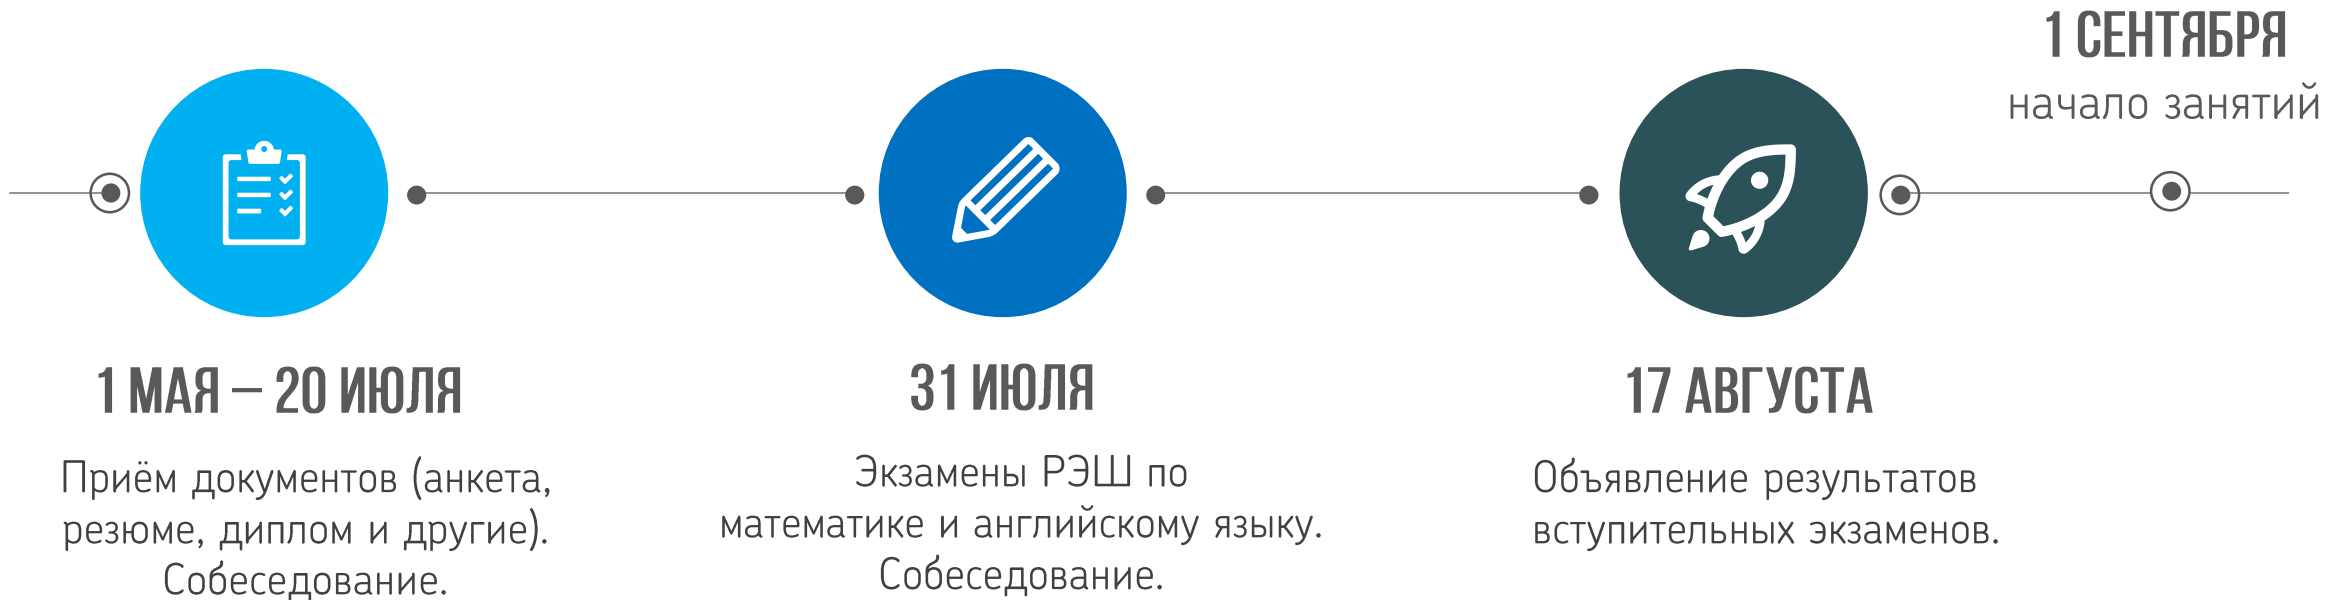 1 СЕНТЯБРЯ
начало занятий
1 МАЯ – 20 ИЮЛЯ
Приём документов (анкета,
резюме, диплом и другие).
Собеседование.
31 ИЮЛЯ
Экзамены РЭШ по
математике и английскому языку.
Собеседование.
17 АВГУСТА
Объявление результатов
вступительных экзаменов.